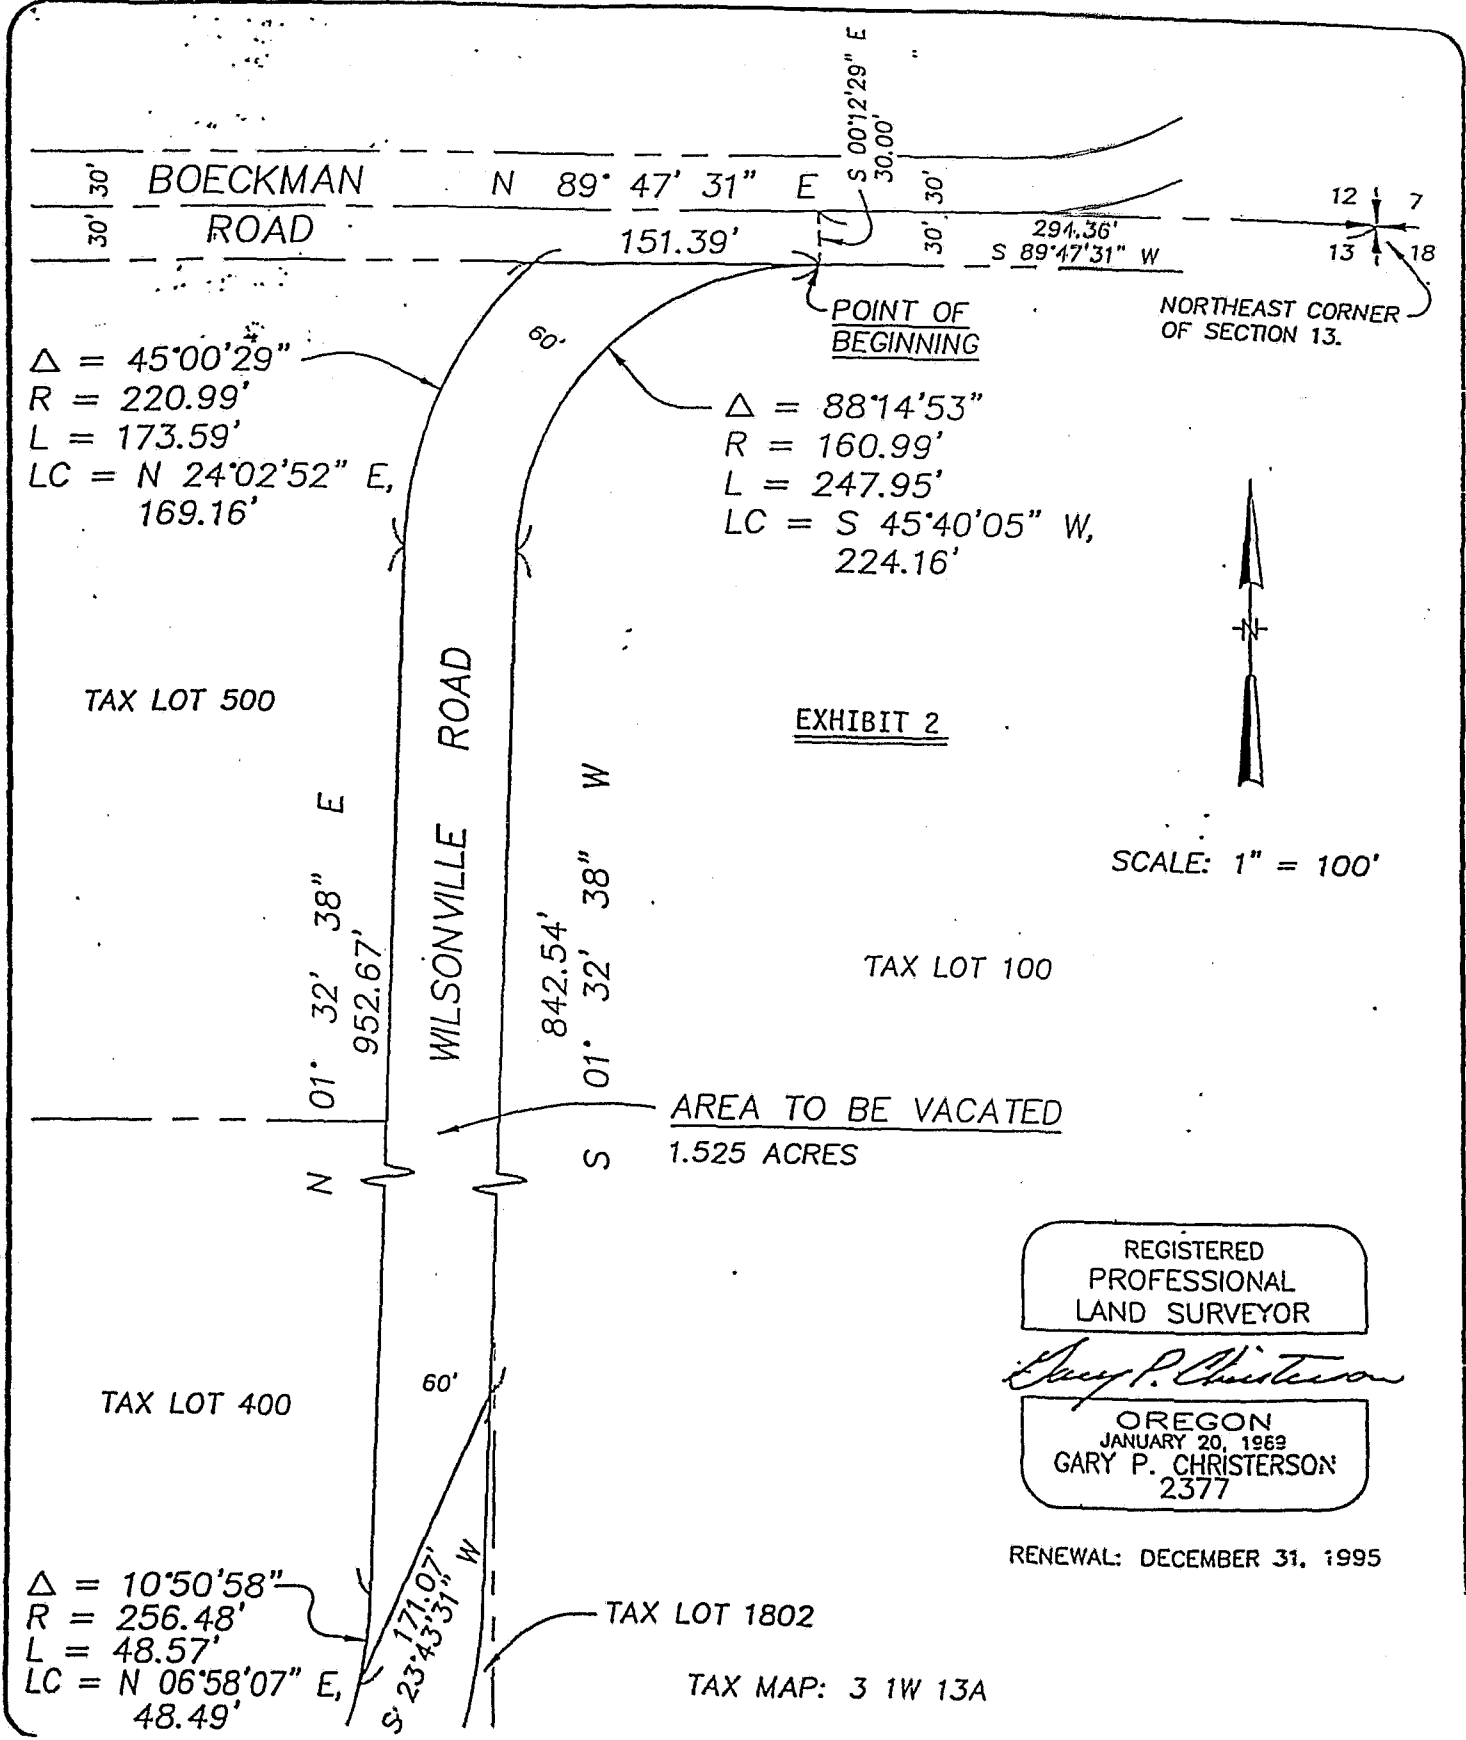 S 00°12'29" E
30.00'
30'
BOECKMAN
N 89° 47' 31" E
30'
12
7
30'
ROAD
151.39'
30'
294.36'
S 89°47'31" W
13
18
POINT OF
BEGINNING
NORTHEAST CORNER
OF SECTION 13.
60'
Δ = 45°00'29"
R = 220.99'
L = 173.59'
LC = N 24°02'52" E,
169.16'
Δ = 88°14'53"
R = 160.99'
L = 247.95'
LC = S 45°40'05" W,
224.16'
N
TAX LOT 500
EXHIBIT 2
WILSONVILLE ROAD
N 01° 32' 38" E
952.67'
842.54'
S 01° 32' 38" W
SCALE: 1" = 100'
TAX LOT 100
AREA TO BE VACATED
1.525 ACRES
REGISTERED
PROFESSIONAL
LAND SURVEYOR
Gary P. Christerson
OREGON
JANUARY 20, 1989
GARY P. CHRISTERSON
2377
RENEWAL: DECEMBER 31, 1995
TAX LOT 400
60'
171.07'
S 23°43'31" W
Δ = 10°50'58"
R = 256.48'
L = 48.57'
LC = N 06°58'07" E,
48.49'
TAX LOT 1802
TAX MAP: 3 1W 13A